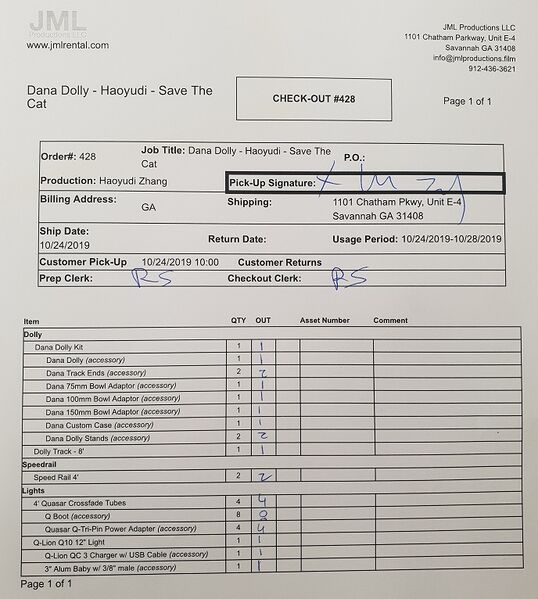 JML
Productions LLC
www.jmlrental.com
JML Productions LLC
1101 Chatham Parkway, Unit E-4
Savannah GA 31408
info@jmlproductions.film
912-436-3621
Dana Dolly - Haoyudi - Save The
Cat
CHECK-OUT #428
Page 1 of 1
Order#: 428 Job Title: Dana Dolly - Haoyudi - Save The P.O.:
Cat
Production: Haoyudi Zhang Pick-Up Signature: X
Billing Address: GA Shipping: 1101 Chatham Pkwy, Unit E-4
Savannah GA 31408
Ship Date:
10/24/2019 Return Date: Usage Period: 10/24/2019-10/28/2019
Customer Pick-Up 10/24/2019 10:00 Customer Returns
Prep Clerk: RS Checkout Clerk: RS
Item QTY OUT Asset Number Comment
Dolly
Dana Dolly Kit 1 1
Dana Dolly (accessory) 1 1
Dana Track Ends (accessory) 2 2
Dana 75mm Bowl Adaptor (accessory) 1 1
Dana 100mm Bowl Adaptor (accessory) 1 1
Dana 150mm Bowl Adaptor (accessory) 1 1
Dana Custom Case (accessory) 1 1
Dana Dolly Stands (accessory) 2 2
Dolly Track - 8' 1 1
Speedrail
Speed Rail 4' 2 2
Lights
4' Quasar Crossfade Tubes 4 4
Q Boot (accessory) 8 8
Quasar Q-Tri-Pin Power Adapter (accessory) 4 4
Q-Lion Q10 12" Light 1 1
Q-Lion QC 3 Charger w/ USB Cable (accessory) 1 1
3" Alum Baby w/ 3/8" male (accessory) 1 1
Page 1 of 1